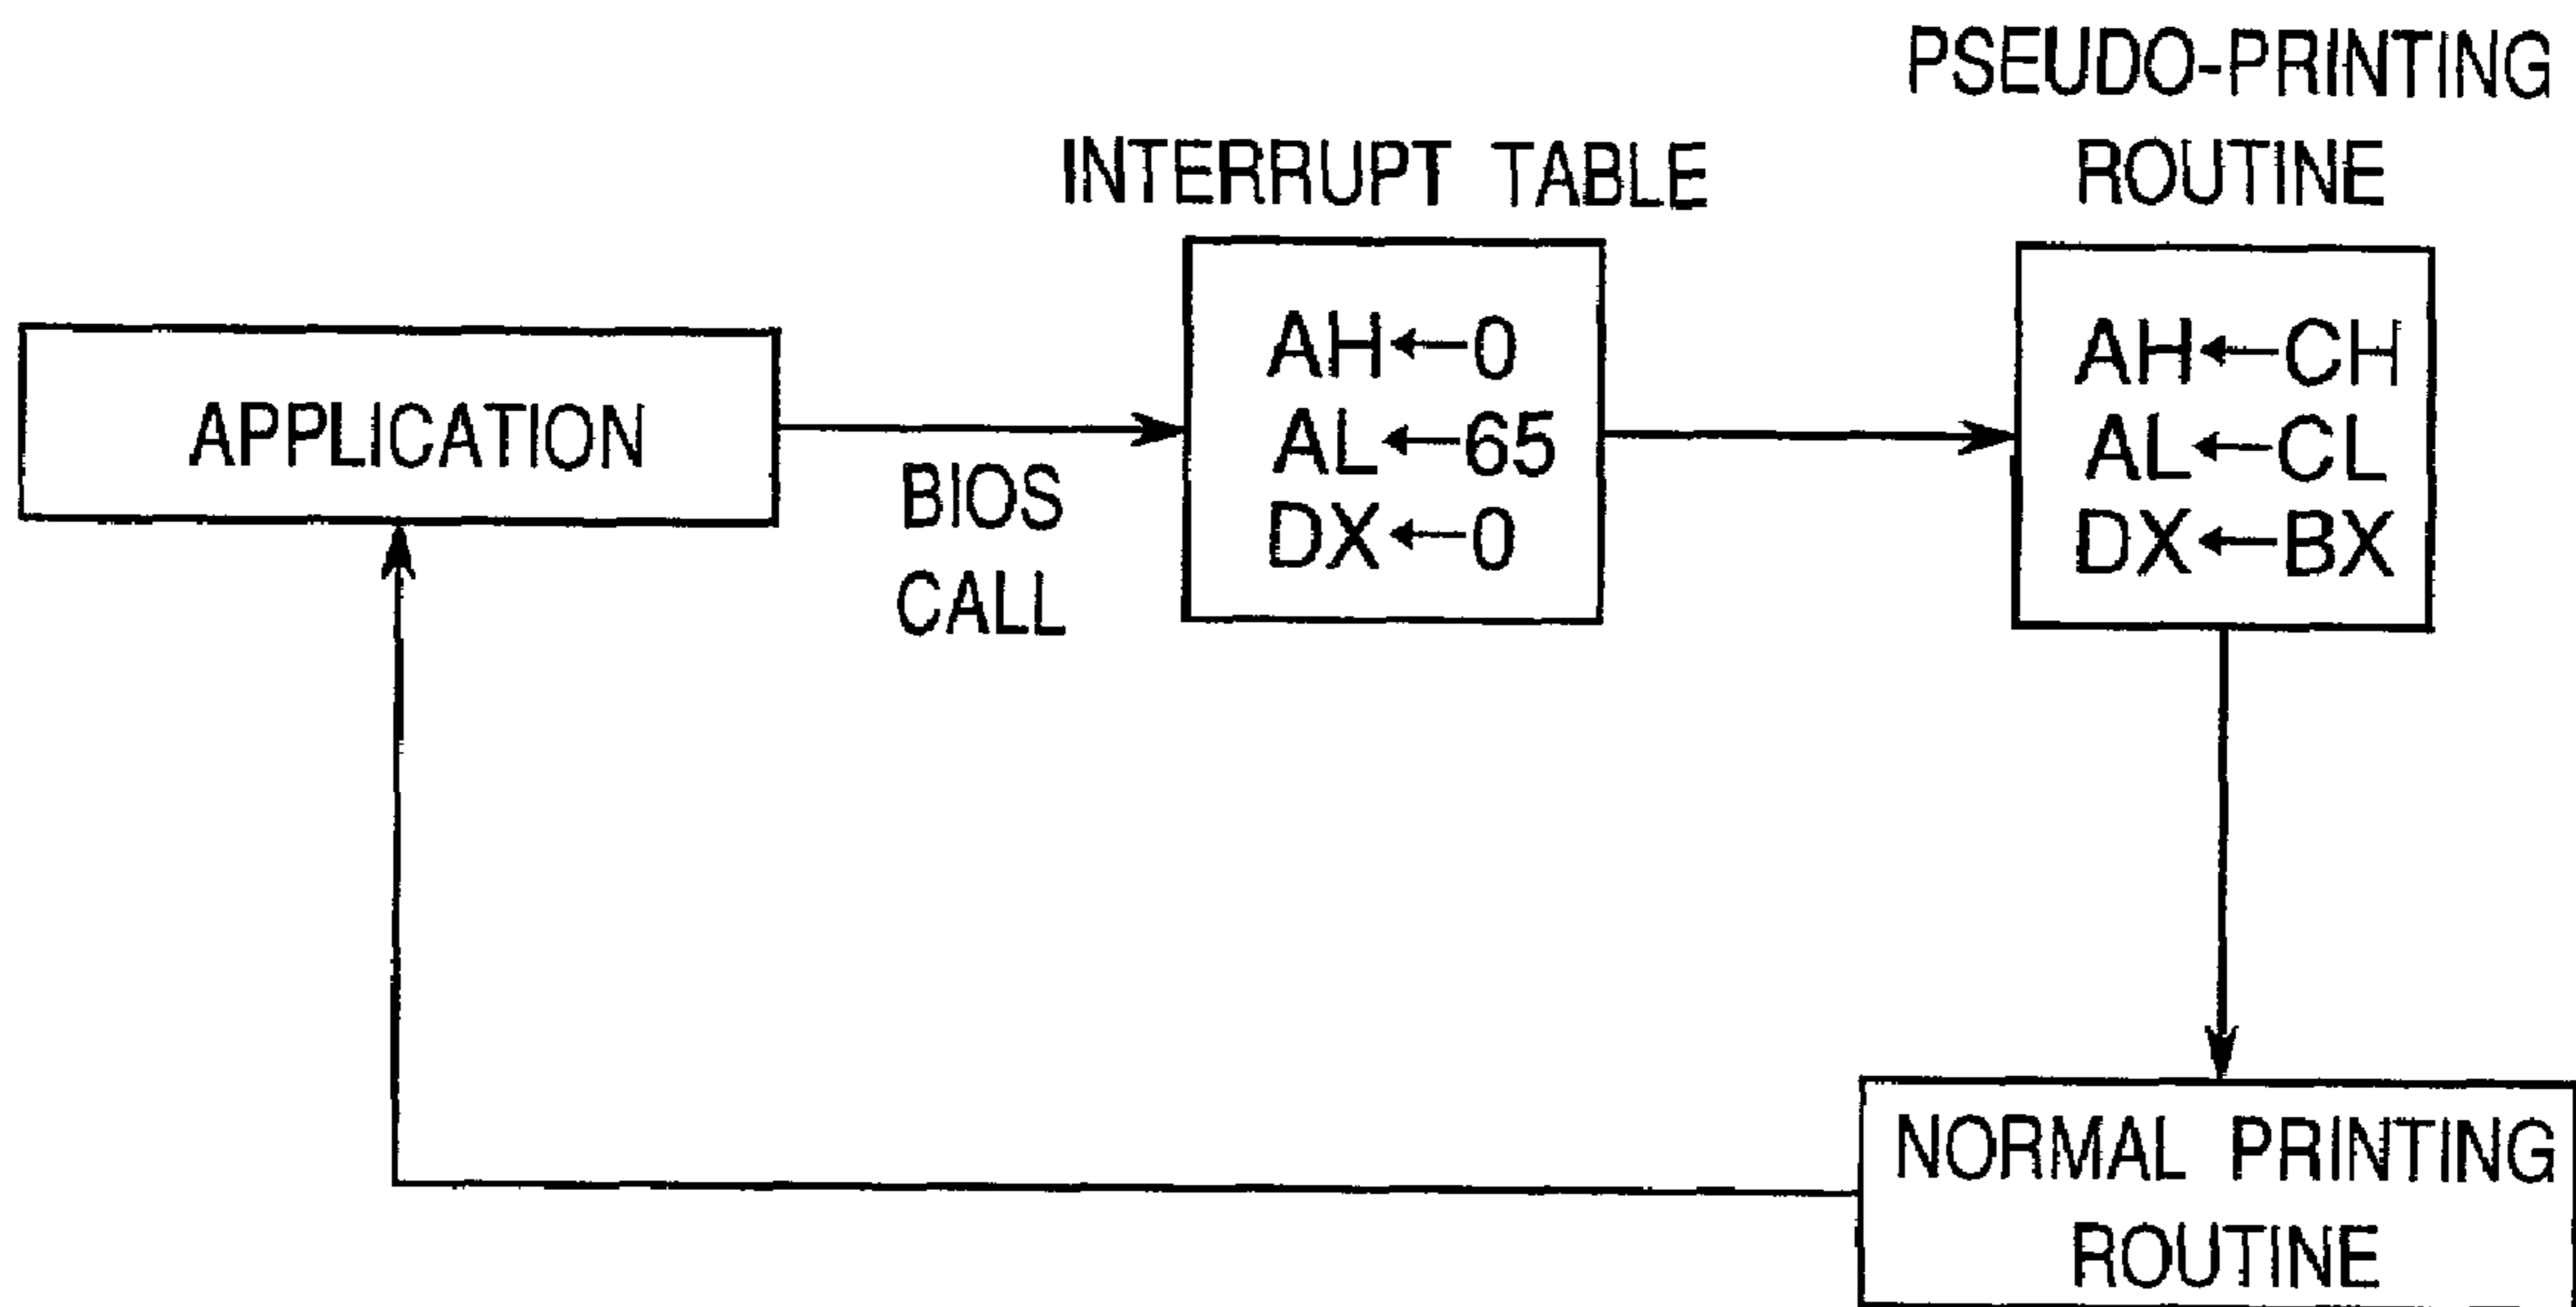 PSEUDO-PRINTING
ROUTINE
INTERRUPT TABLE
APPLICATION
BIOS
CALL
AH←0
AL←65
DX←0
AH←CH
AL←CL
DX←BX
NORMAL PRINTING
ROUTINE